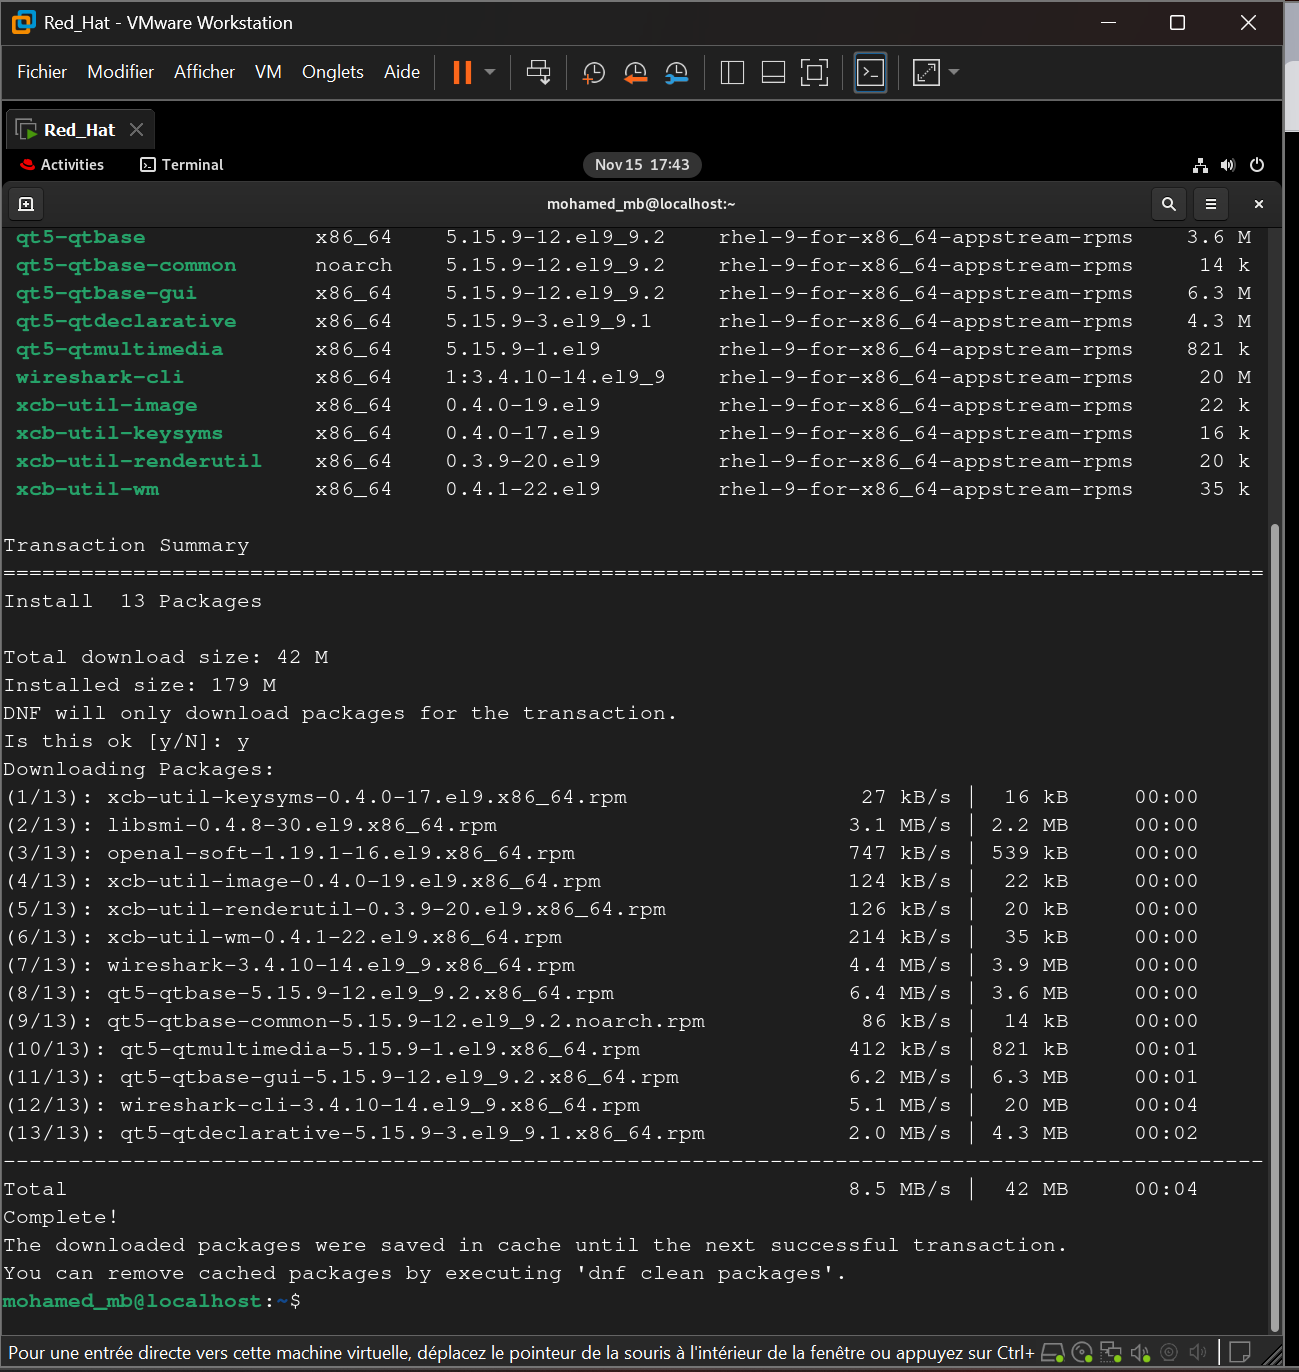 Red_Hat - VMware Workstation
Fichier Modifier Afficher VM Onglets Aide
Red_Hat
Activities Terminal Nov 15 17:43
mohamed_mb@localhost:~
qt5-qtbase x86_64 5.15.9-12.el9_9.2 rhel-9-for-x86_64-appstream-rpms 3.6 M
qt5-qtbase-common noarch 5.15.9-12.el9_9.2 rhel-9-for-x86_64-appstream-rpms 14 k
qt5-qtbase-gui x86_64 5.15.9-12.el9_9.2 rhel-9-for-x86_64-appstream-rpms 6.3 M
qt5-qtdeclarative x86_64 5.15.9-3.el9_9.1 rhel-9-for-x86_64-appstream-rpms 4.3 M
qt5-qtmultimedia x86_64 5.15.9-1.el9 rhel-9-for-x86_64-appstream-rpms 821 k
wireshark-cli x86_64 1:3.4.10-14.el9_9 rhel-9-for-x86_64-appstream-rpms 20 M
xcb-util-image x86_64 0.4.0-19.el9 rhel-9-for-x86_64-appstream-rpms 22 k
xcb-util-keysyms x86_64 0.4.0-17.el9 rhel-9-for-x86_64-appstream-rpms 16 k
xcb-util-renderutil x86_64 0.3.9-20.el9 rhel-9-for-x86_64-appstream-rpms 20 k
xcb-util-wm x86_64 0.4.1-22.el9 rhel-9-for-x86_64-appstream-rpms 35 k
Transaction Summary
=================================================================================================
Install 13 Packages
Total download size: 42 M
Installed size: 179 M
DNF will only download packages for the transaction.
Is this ok [y/N]: y
Downloading Packages:
(1/13): xcb-util-keysyms-0.4.0-17.el9.x86_64.rpm 27 kB/s | 16 kB 00:00
(2/13): libsmi-0.4.8-30.el9.x86_64.rpm 3.1 MB/s | 2.2 MB 00:00
(3/13): openal-soft-1.19.1-16.el9.x86_64.rpm 747 kB/s | 539 kB 00:00
(4/13): xcb-util-image-0.4.0-19.el9.x86_64.rpm 124 kB/s | 22 kB 00:00
(5/13): xcb-util-renderutil-0.3.9-20.el9.x86_64.rpm 126 kB/s | 20 kB 00:00
(6/13): xcb-util-wm-0.4.1-22.el9.x86_64.rpm 214 kB/s | 35 kB 00:00
(7/13): wireshark-3.4.10-14.el9_9.x86_64.rpm 4.4 MB/s | 3.9 MB 00:00
(8/13): qt5-qtbase-5.15.9-12.el9_9.2.x86_64.rpm 6.4 MB/s | 3.6 MB 00:00
(9/13): qt5-qtbase-common-5.15.9-12.el9_9.2.noarch.rpm 86 kB/s | 14 kB 00:00
(10/13): qt5-qtmultimedia-5.15.9-1.el9.x86_64.rpm 412 kB/s | 821 kB 00:01
(11/13): qt5-qtbase-gui-5.15.9-12.el9_9.2.x86_64.rpm 6.2 MB/s | 6.3 MB 00:01
(12/13): wireshark-cli-3.4.10-14.el9_9.x86_64.rpm 5.1 MB/s | 20 MB 00:04
(13/13): qt5-qtdeclarative-5.15.9-3.el9_9.1.x86_64.rpm 2.0 MB/s | 4.3 MB 00:02
-------------------------------------------------------------------------------------------------
Total 8.5 MB/s | 42 MB 00:04
Complete!
The downloaded packages were saved in cache until the next successful transaction.
You can remove cached packages by executing 'dnf clean packages'.
mohamed_mb@localhost:~$
Pour une entrée directe vers cette machine virtuelle, déplacez le pointeur de la souris à l'intérieur de la fenêtre ou appuyez sur Ctrl+